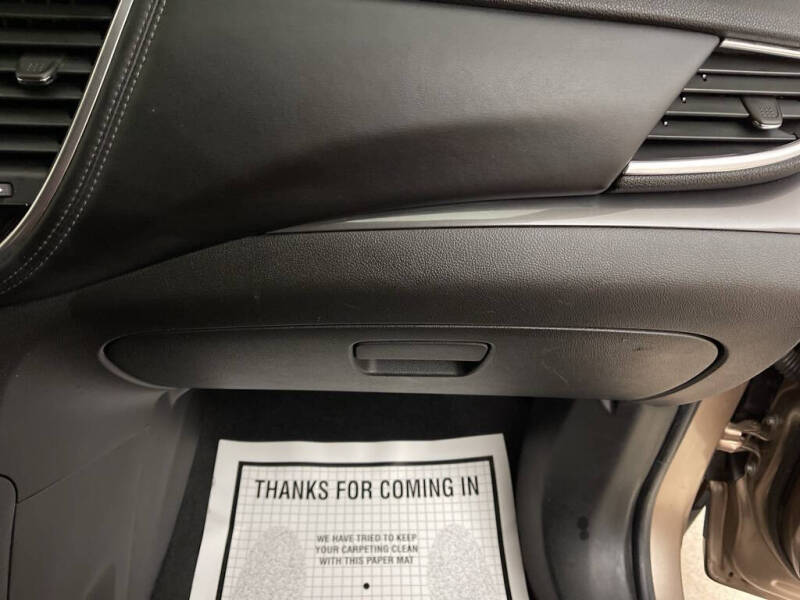 THANKS FOR COMING IN
WE HAVE TRIED TO KEEP
YOUR CARPETING CLEAN
WITH THIS PAPER MAT